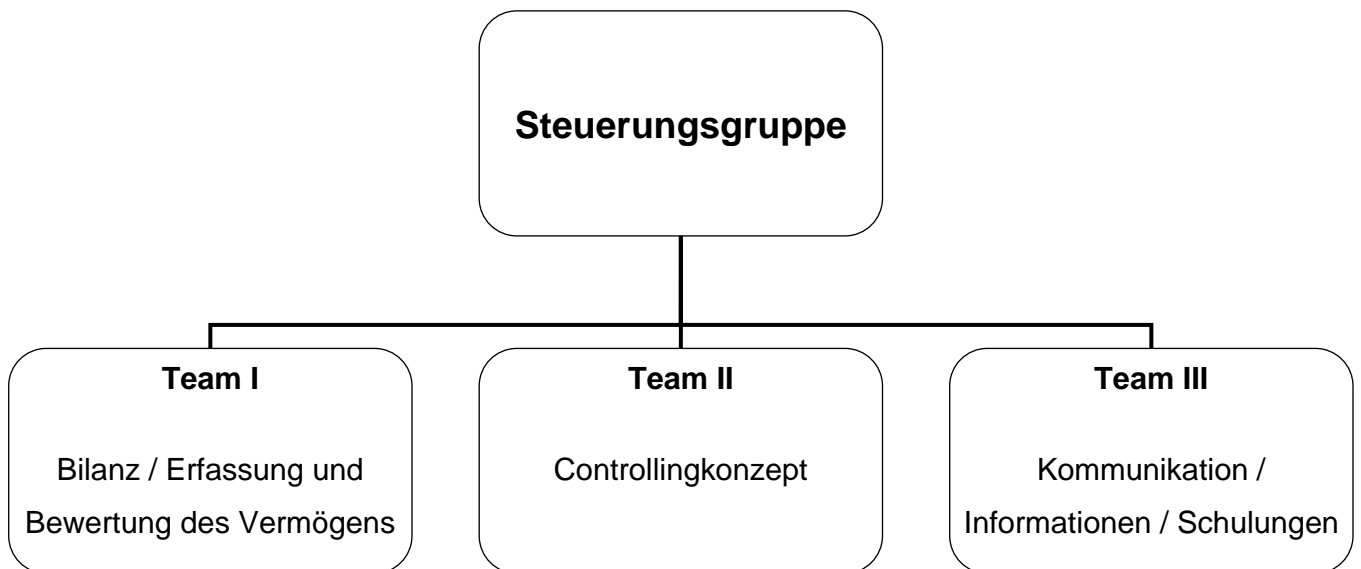 Steuerungsgruppe
Team I
Bilanz / Erfassung und
Bewertung des Vermögens
Team II
Controllingkonzept
Team III
Kommunikation /
Informationen / Schulungen